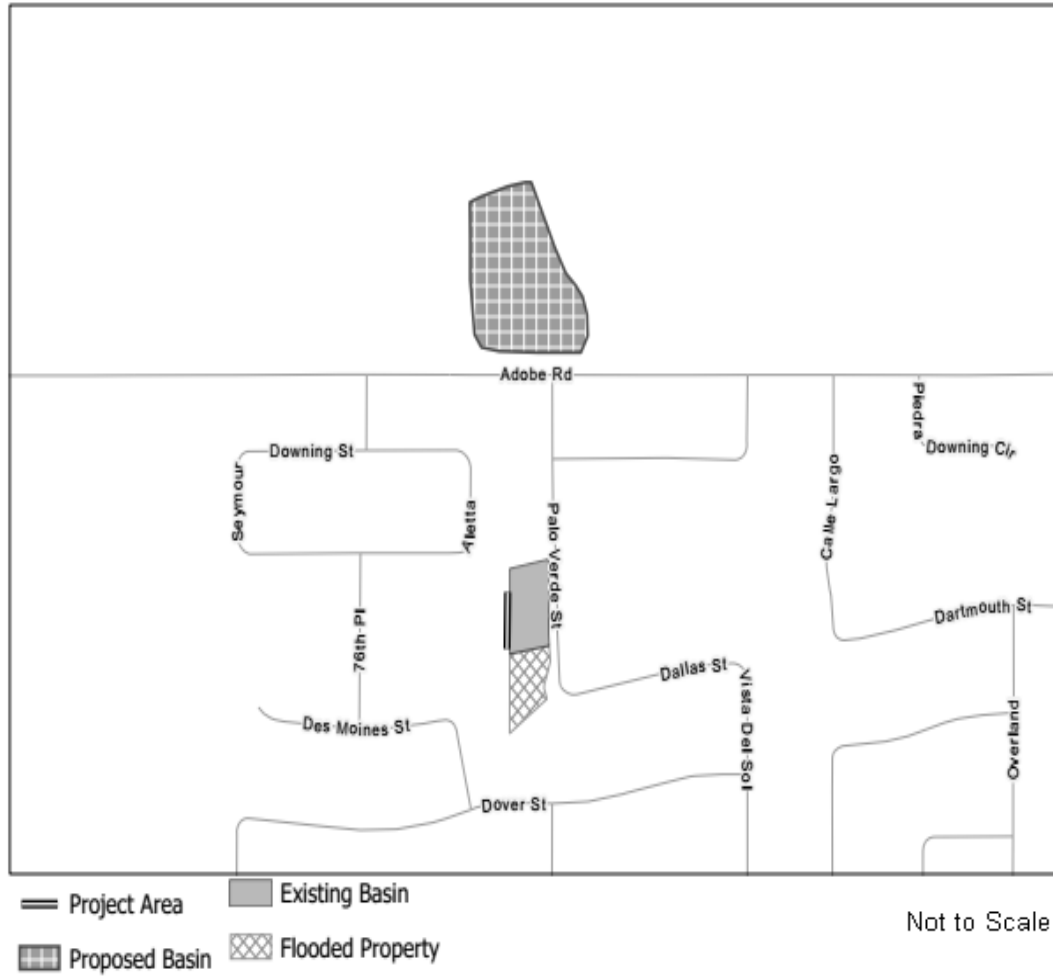 Adobe Rd
Piedra
Downing St
Downing Cir
Seymour
Aletta
Calle Largo
Palo Verde St
76th Pl
Dartmouth St
Dallas St
Vista Del Sol
Des Moines St
Overland
Dover St
Project Area
Existing Basin
Proposed Basin
Flooded Property
Not to Scale